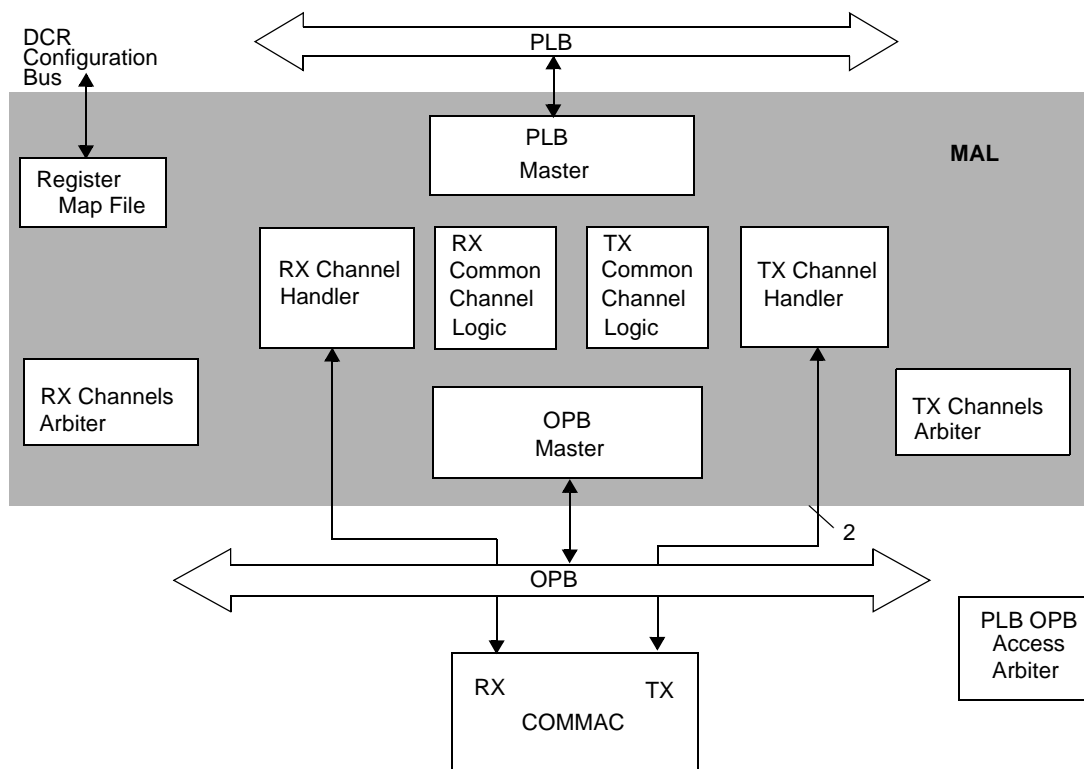 DCR
Configuration
Bus
PLB
PLB
Master
MAL
Register
Map File
RX Channel
Handler
RX
Common
Channel
Logic
TX
Common
Channel
Logic
TX Channel
Handler
RX Channels
Arbiter
OPB
Master
TX Channels
Arbiter
2
OPB
PLB OPB
Access
Arbiter
RX TX
COMMAC